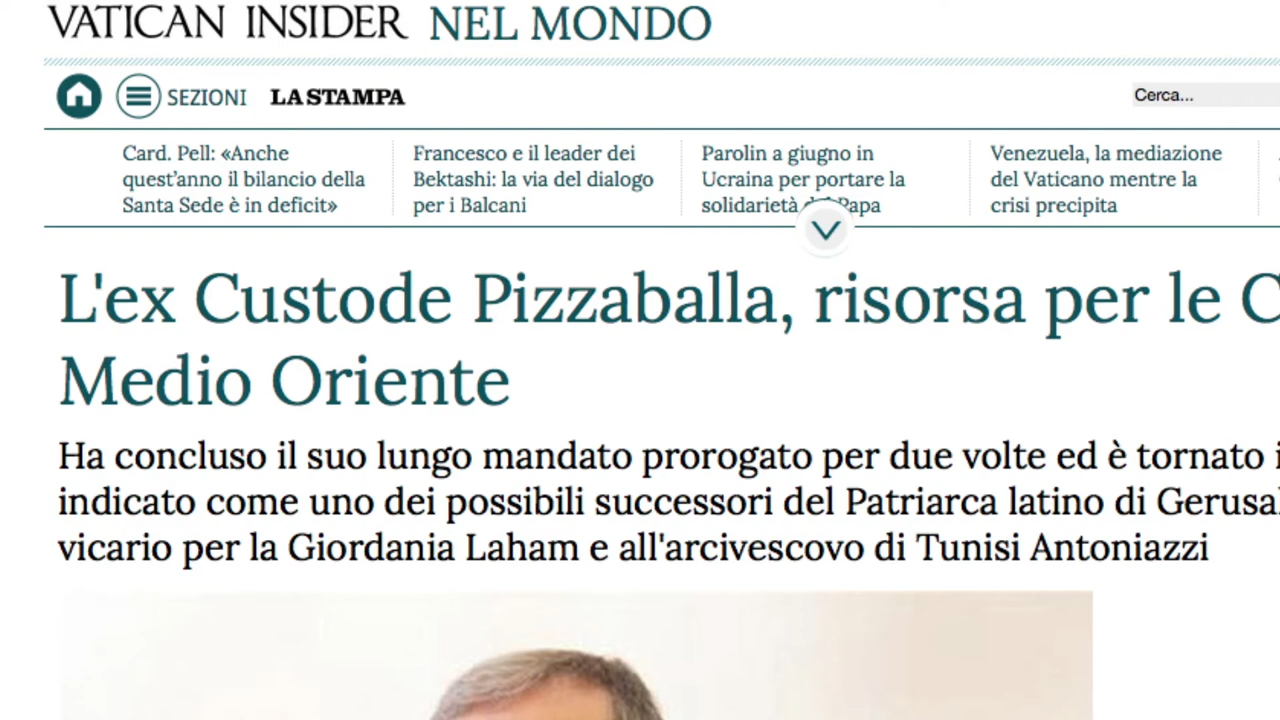 VATICAN INSIDER NEL MONDO
SEZIONI LA STAMPA Cerca...
Card. Pell: «Anche
quest'anno il bilancio della
Santa Sede è in deficit»
Francesco e il leader dei
Bektashi: la via del dialogo
per i Balcani
Parolin a giugno in
Ucraina per portare la
solidarietà Papa
Venezuela, la mediazione
del Vaticano mentre la
crisi precipita
L'ex Custode Pizzaballa, risorsa per le
Medio Oriente
Ha concluso il suo lungo mandato prorogato per due volte ed è tornato
indicato come uno dei possibili successori del Patriarca latino di
vicario per la Giordania Laham e all'arcivescovo di Tunisi Antoniazzi